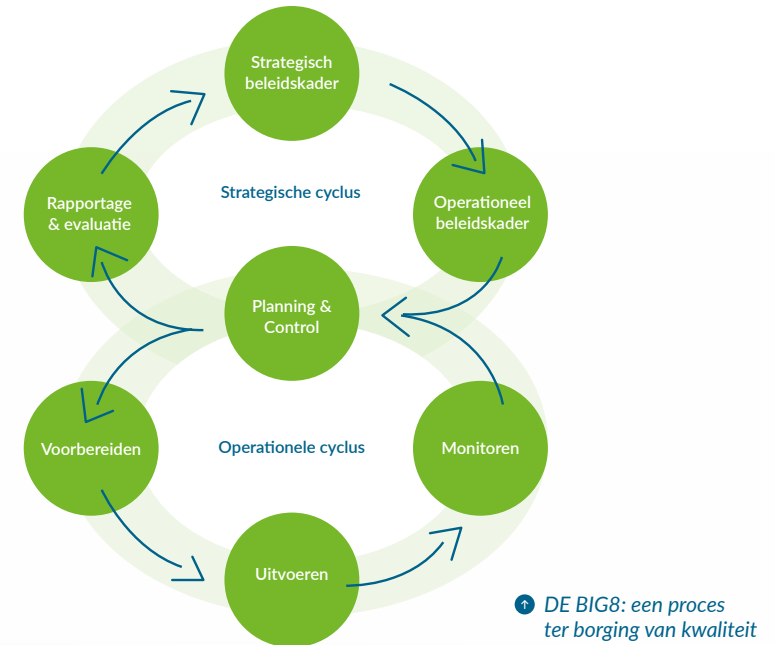 Strategisch
beleidskader
Strategische cyclus
Rapportage
& evaluatie
Operationeel
beleidskader
Planning &
Control
Voorbereiden
Operationele cyclus
Monitoren
Uitvoeren
DE BIG8: een proces
ter borging van kwaliteit